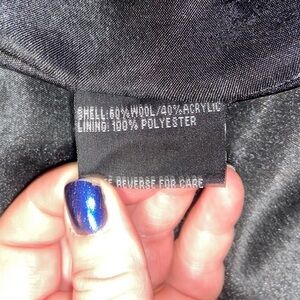 SHELL:60%WOOL/40%ACRYLIC
LINING: 100% POLYESTER
REVERSE FOR CARE